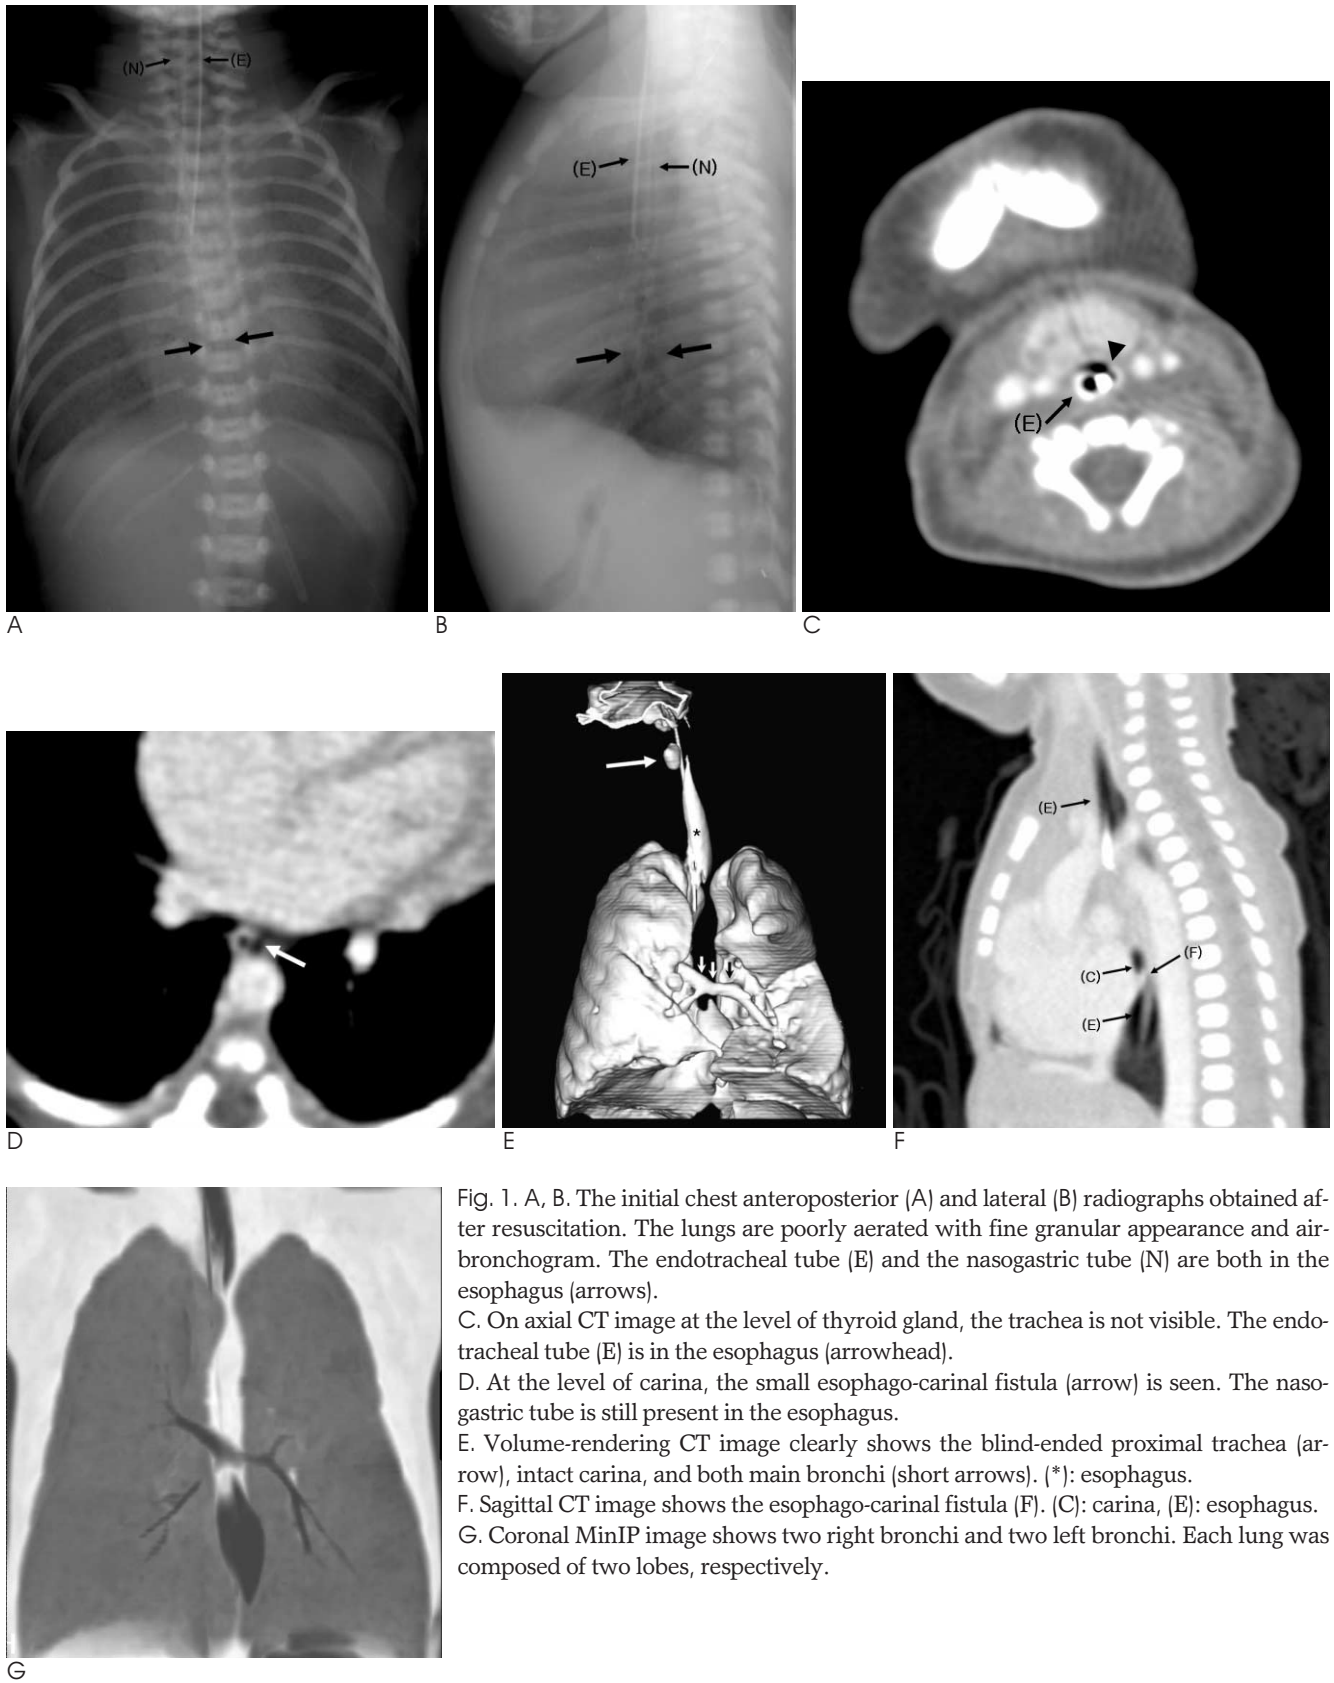 (N)
(E)
(E)
(N)
(E)
A
B
C
*
(E)
(C)
(F)
(E)
D
E
F
Fig. 1. A, B. The initial chest anteroposterior (A) and lateral (B) radiographs obtained af-
ter resuscitation. The lungs are poorly aerated with fine granular appearance and air-
bronchogram. The endotracheal tube (E) and the nasogastric tube (N) are both in the
esophagus (arrows).
C. On axial CT image at the level of thyroid gland, the trachea is not visible. The endo-
tracheal tube (E) is in the esophagus (arrowhead).
D. At the level of carina, the small esophago-carinal fistula (arrow) is seen. The naso-
gastric tube is still present in the esophagus.
E. Volume-rendering CT image clearly shows the blind-ended proximal trachea (ar-
row), intact carina, and both main bronchi (short arrows). (*): esophagus.
F. Sagittal CT image shows the esophago-carinal fistula (F). (C): carina, (E): esophagus.
G. Coronal MinIP image shows two right bronchi and two left bronchi. Each lung was
composed of two lobes, respectively.
G